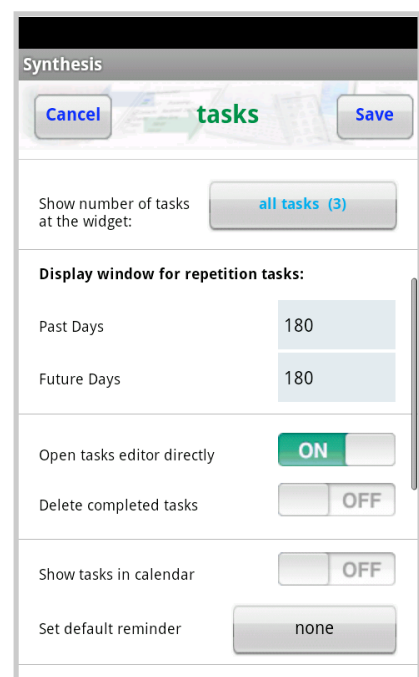 Synthesis
Cancel tasks Save
Show number of tasks
at the widget:
all tasks (3)
Display window for repetition tasks:
Past Days 180
Future Days 180
Open tasks editor directly ON
Delete completed tasks OFF
Show tasks in calendar OFF
Set default reminder none